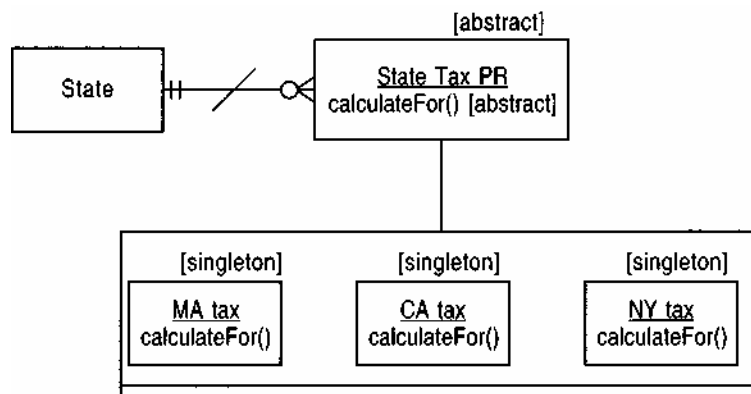 [abstract]
State
State Tax PR
calculateFor() [abstract]
[singleton]
[singleton]
[singleton]
MA tax
calculateFor()
CA tax
calculateFor()
NY tax
calculateFor()